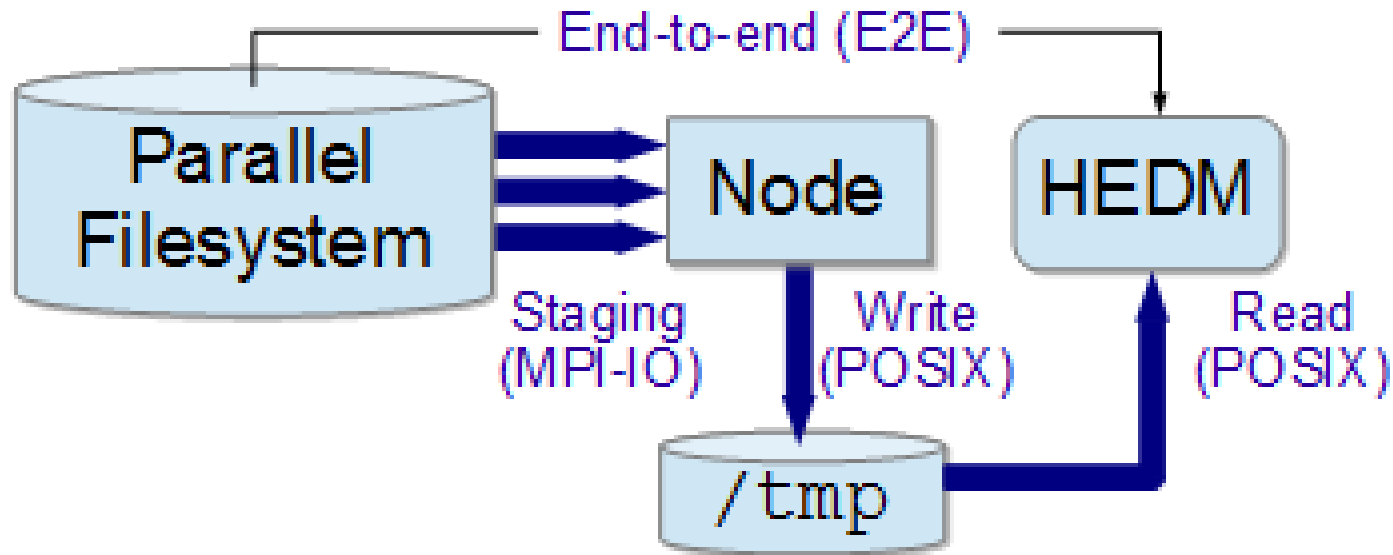 End-to-end (E2E)
Parallel
Filesystem
Node
HEDM
Staging
(MPI-IO)
Write
(POSIX)
Read
(POSIX)
/tmp